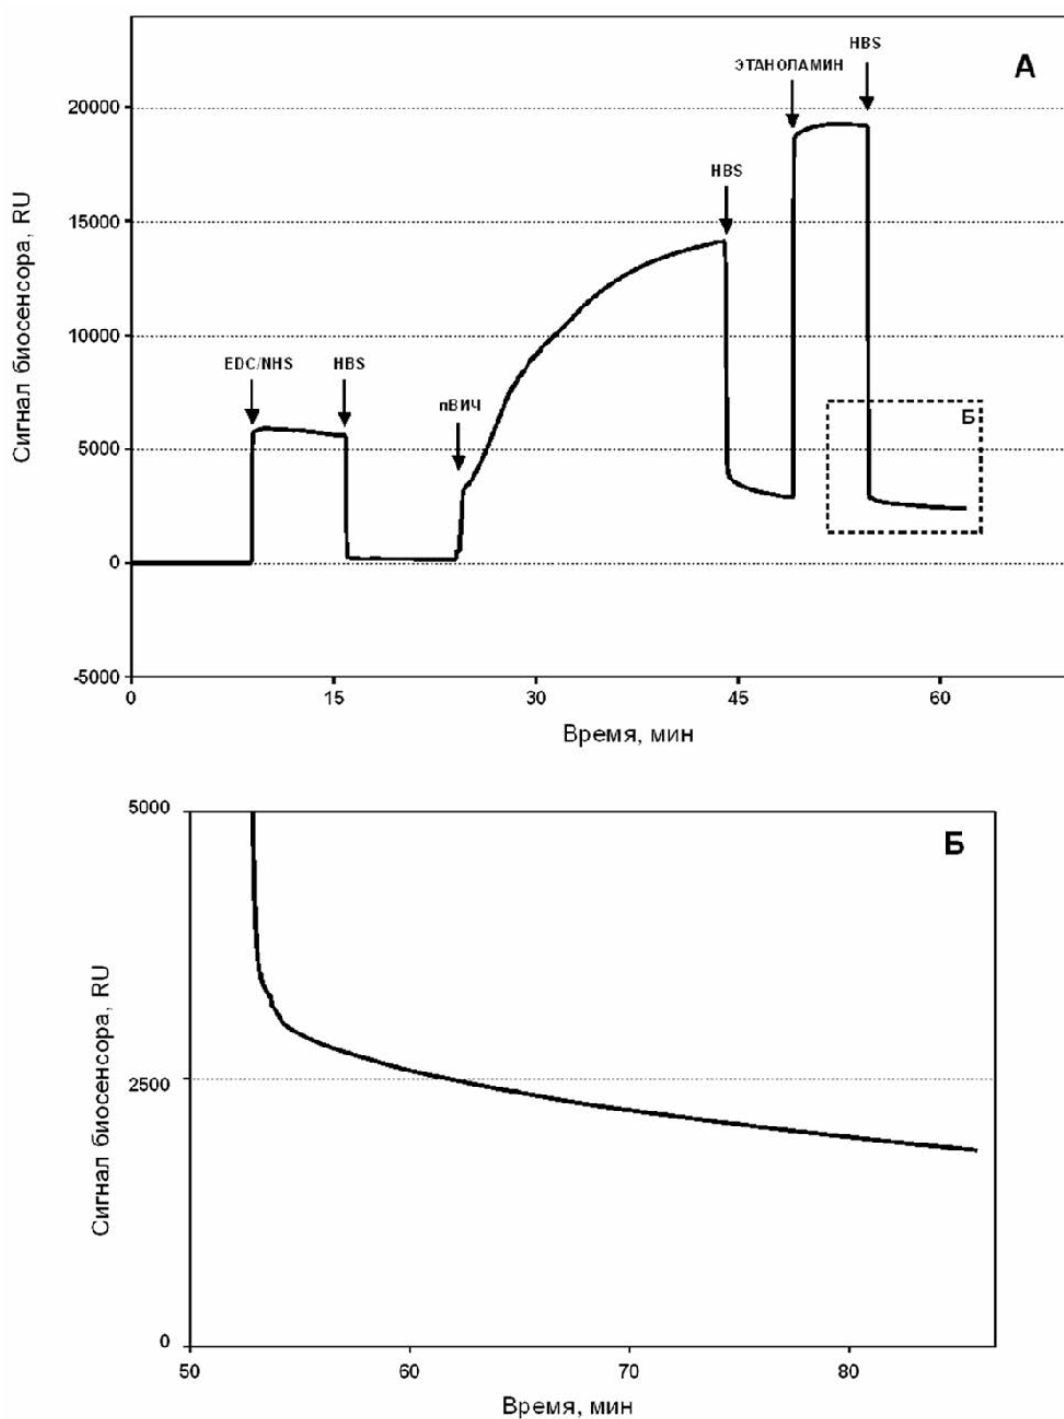 А
HBS
ЭТАНОЛАМИН
20000
HBS
15000
Сигнал биосенсора, RU
10000
EDC/NHS
HBS
пВИЧ
Б
5000
0
-5000
0
15
30
45
60
Время, мин
5000
Б
Сигнал биосенсора, RU
2500
0
50
60
70
80
Время, мин